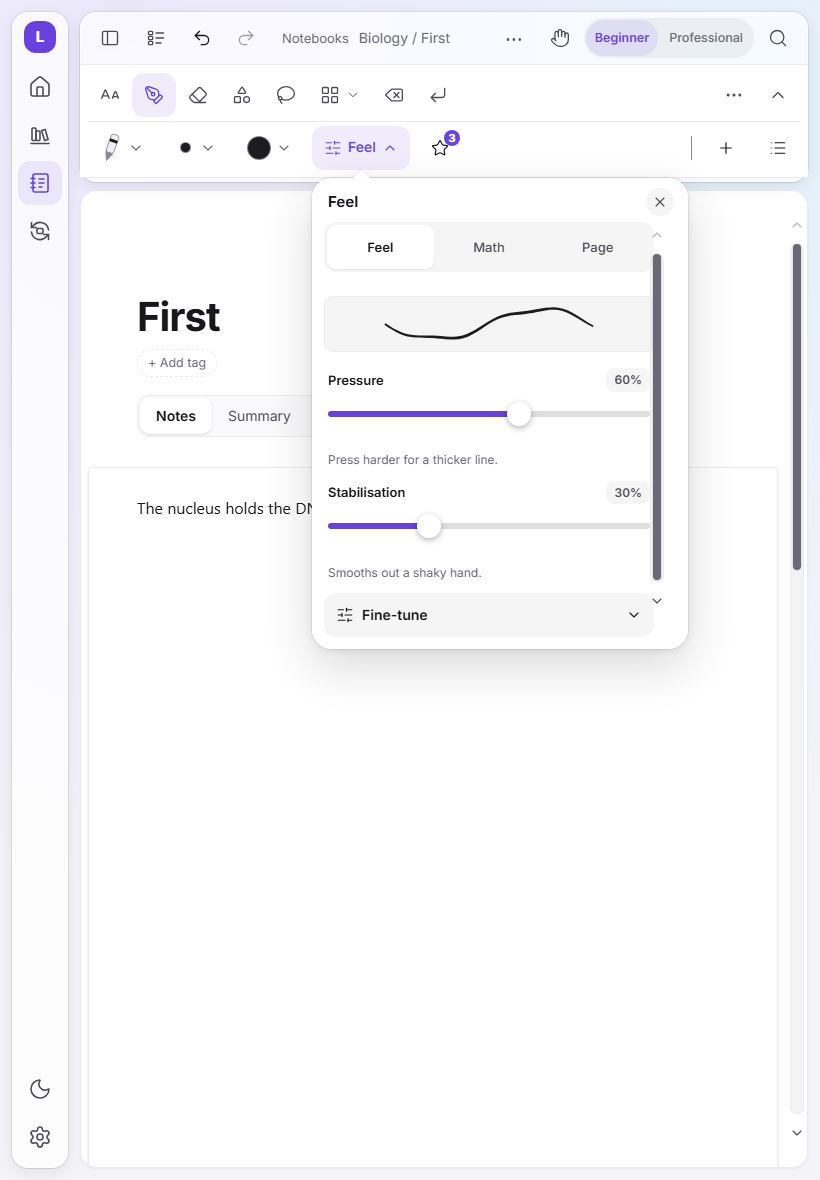 L
Notebooks Biology / First
Beginner Professional
AA
Feel
3
Feel
Feel Math Page
First
+ Add tag
Pressure 60%
Notes Summary
Press harder for a thicker line.
Stabilisation 30%
The nucleus holds the
Smooths out a shaky hand.
Fine-tune